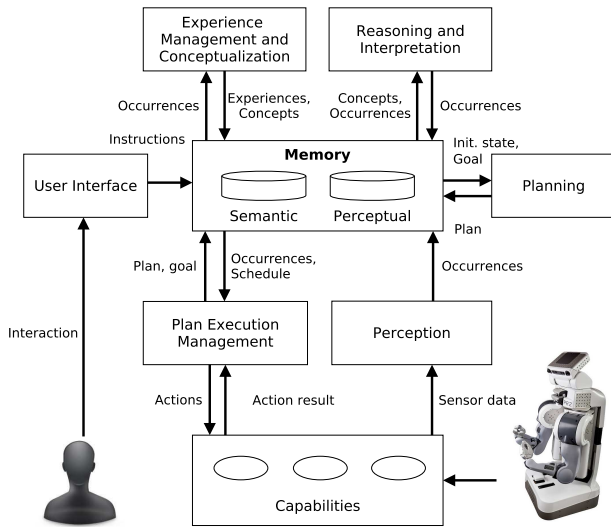 Experience
Management and
Conceptualization
Reasoning and
Interpretation
Occurrences
Experiences,
Concepts
Concepts,
Occurrences
Occurrences
Instructions
Init. state,
Goal
Memory
User Interface
Planning
Semantic
Perceptual
Plan
Plan, goal
Occurrences,
Schedule
Occurrences
Interaction
Plan Execution
Management
Perception
Actions
Action result
Sensor data
Capabilities